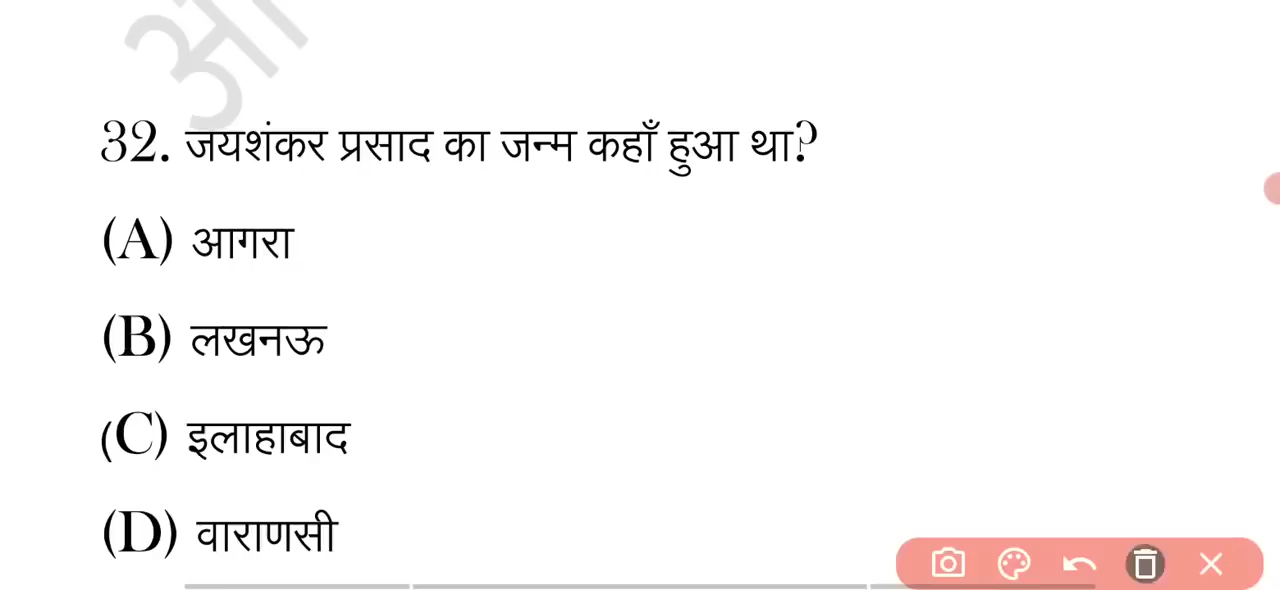 32. जयशंकर प्रसाद का जन्म कहाँ हुआ था?
(A) आगरा
(B) लखनऊ
(C) इलाहाबाद
(D) वाराणसी